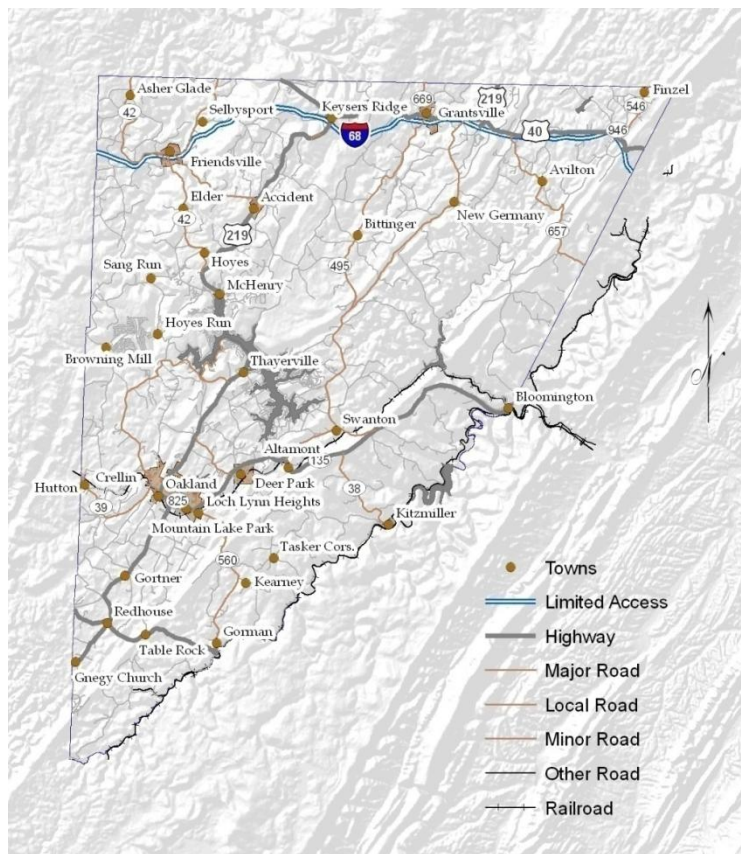 Asher Glade
42
Selbysport
Keysers Ridge
669
219
Grantsville
Finzel
546
68
40
946
Friendsville
Avilton
Elder
Accident
42
219
Bittinger
New Germany
657
Hoyes
495
Sang Run
McHenry
Hoyes Run
Browning Mill
Thayerville
Bloomington
Swanton
Altamont
135
Crellin
Oakland
Deer Park
Hutton
825
Loch Lynn Heights
38
39
Mountain Lake Park
Kitzmiller
560
Tasker Cors.
Gortner
Kearney
Redhouse
Gorman
Table Rock
Gnegy Church
Towns
Limited Access
Highway
Major Road
Local Road
Minor Road
Other Road
Railroad